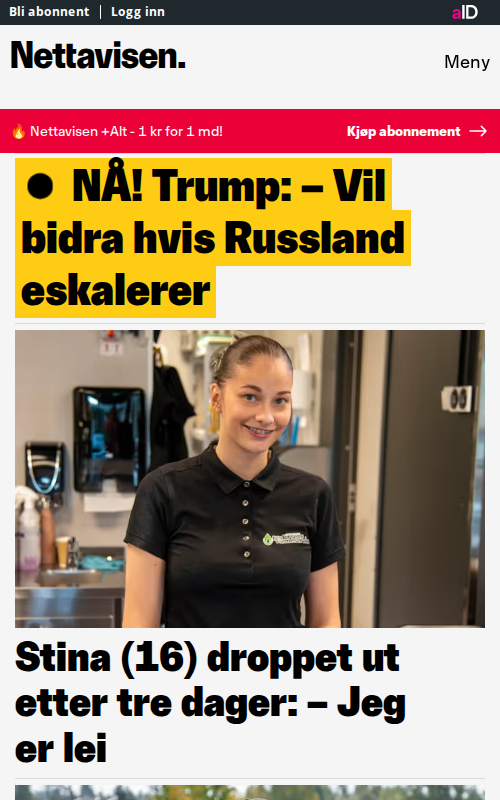 Bli abonnent
Logg inn
aID
Nettavisen.
Meny
Nettavisen +Alt - 1 kr for 1 md!
Kjøp abonnement
NÅ! Trump: – Vil
bidra hvis Russland
eskalerer
Stina (16) droppet ut
etter tre dager: – Jeg
er lei